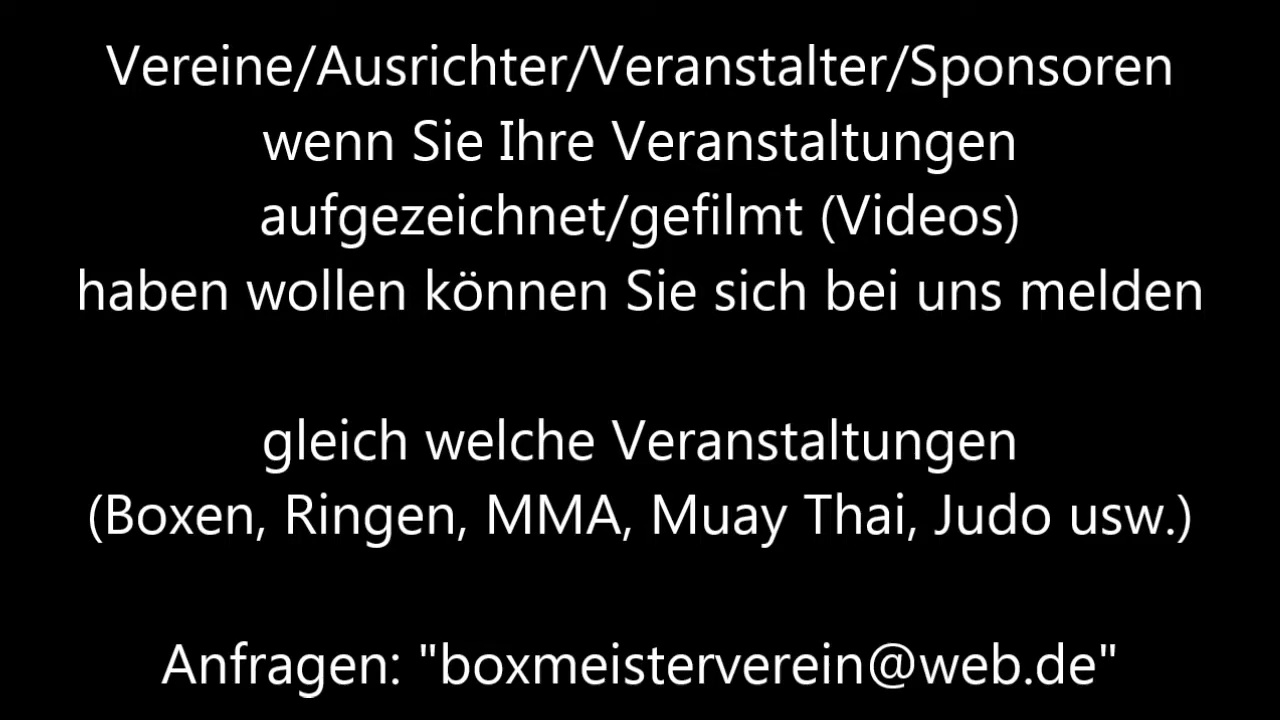 Vereine/Ausrichter/Veranstalter/Sponsoren
wenn Sie Ihre Veranstaltungen
aufgezeichnet/gefilmt (Videos)
haben wollen können Sie sich bei uns melden
gleich welche Veranstaltungen
(Boxen, Ringen, MMA, Muay Thai, Judo usw.)
Anfragen: "boxmeisterverein@web.de"